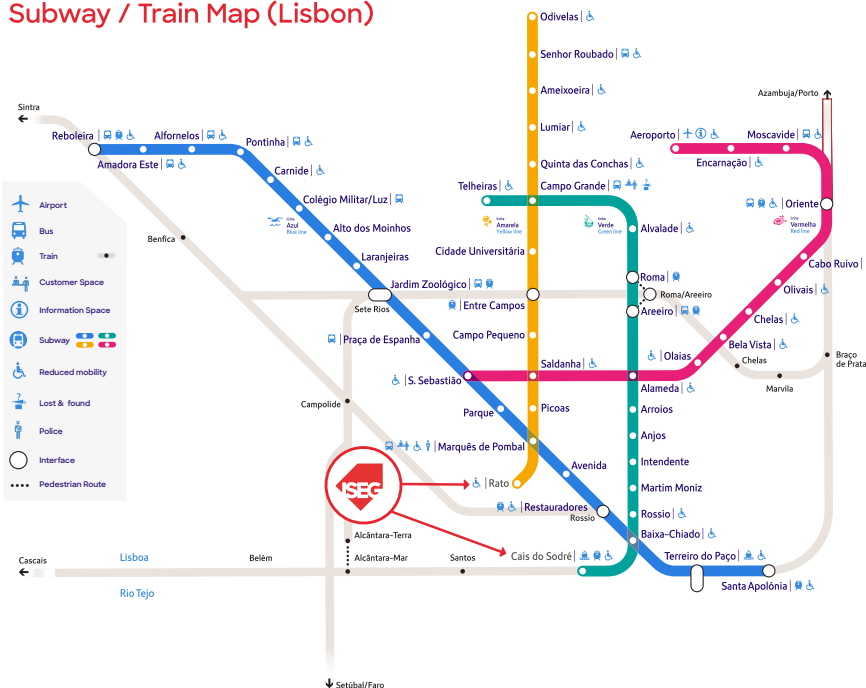 Subway / Train Map (Lisbon)
Odivelas
Senhor Roubado
Ameixoeira
Lumiar
Quinta das Conchas
Telheiras
Campo Grande
Azambuja/Porto
Sintra
Reboleira
Alfornelos
Pontinha
Amadora Este
Carnide
Colégio Militar/Luz
Alto dos Moinhos
Laranjeiras
Linha
Azul
Blue line
Aeroporto
Moscavide
Encarnação
Oriente
Linha
Amarela
Yellow line
Linha
Verde
Green line
Linha
Vermelha
Red line
Alvalade
Cidade Universitária
Cabo Ruivo
Benfica
Jardim Zoológico
Sete Rios
Entre Campos
Roma
Roma/Areeiro
Areeiro
Olivais
Chelas
Bela Vista
Olaias
Chelas
Marvila
Braço
de Prata
Praça de Espanha
Campo Pequeno
Saldanha
S. Sebastião
Alameda
Parque
Picoas
Arroios
Campolide
Marquês de Pombal
Anjos
Avenida
Intendente
Rato
Martim Moniz
Restauradores
Rossio
Rossio
Baixa-Chiado
ISEG
Cais do Sodré
Terreiro do Paço
Santa Apolónia
Alcântara-Terra
Alcântara-Mar
Santos
Belém
Cascais
Lisboa
Rio Tejo
Setúbal/Faro
Airport
Bus
Train
Customer Space
Information Space
Subway
Reduced mobility
Lost & found
Police
Interface
Pedestrian Route